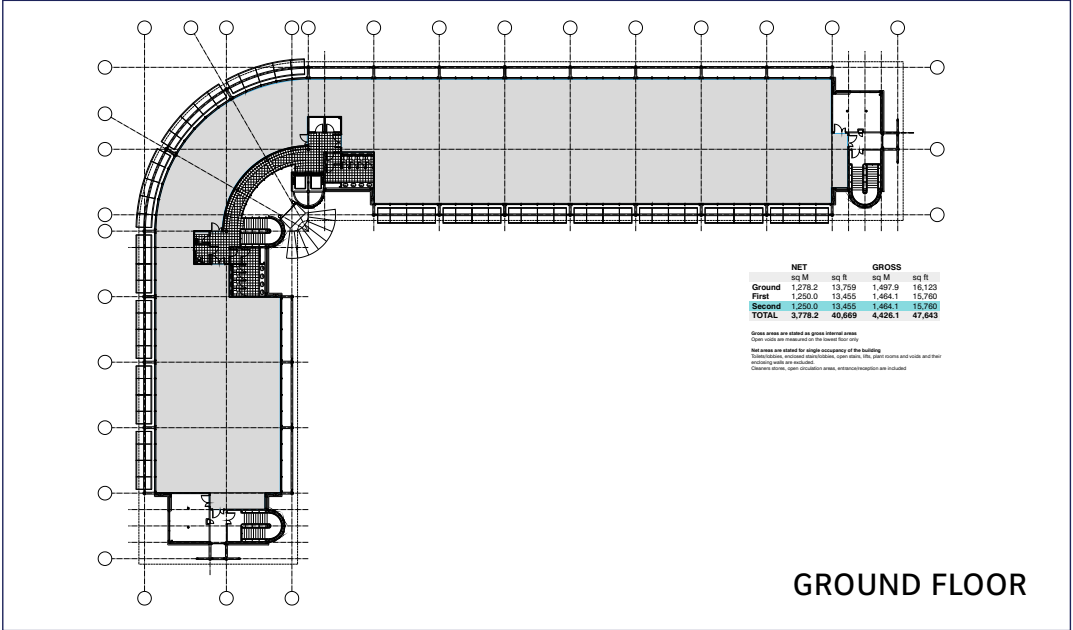 NET GROSS
sq M sq ft sq M sq ft
Ground 1,278.2 13,759 1,497.9 16,123
First 1,250.0 13,455 1,464.1 15,760
Second 1,250.0 13,455 1,464.1 15,760
TOTAL 3,778.2 40,669 4,426.1 47,643
Gross areas are stated as gross internal areas
Open voids are measured on the lowest floor only
Net areas are stated for single occupancy of the building
Toilets/lobbies, enclosed stairs/lobbies, open stairs, lifts, plant rooms and voids and their
enclosing walls are excluded.
Cleaners stores, open circulation areas, entrance/reception are included
GROUND FLOOR